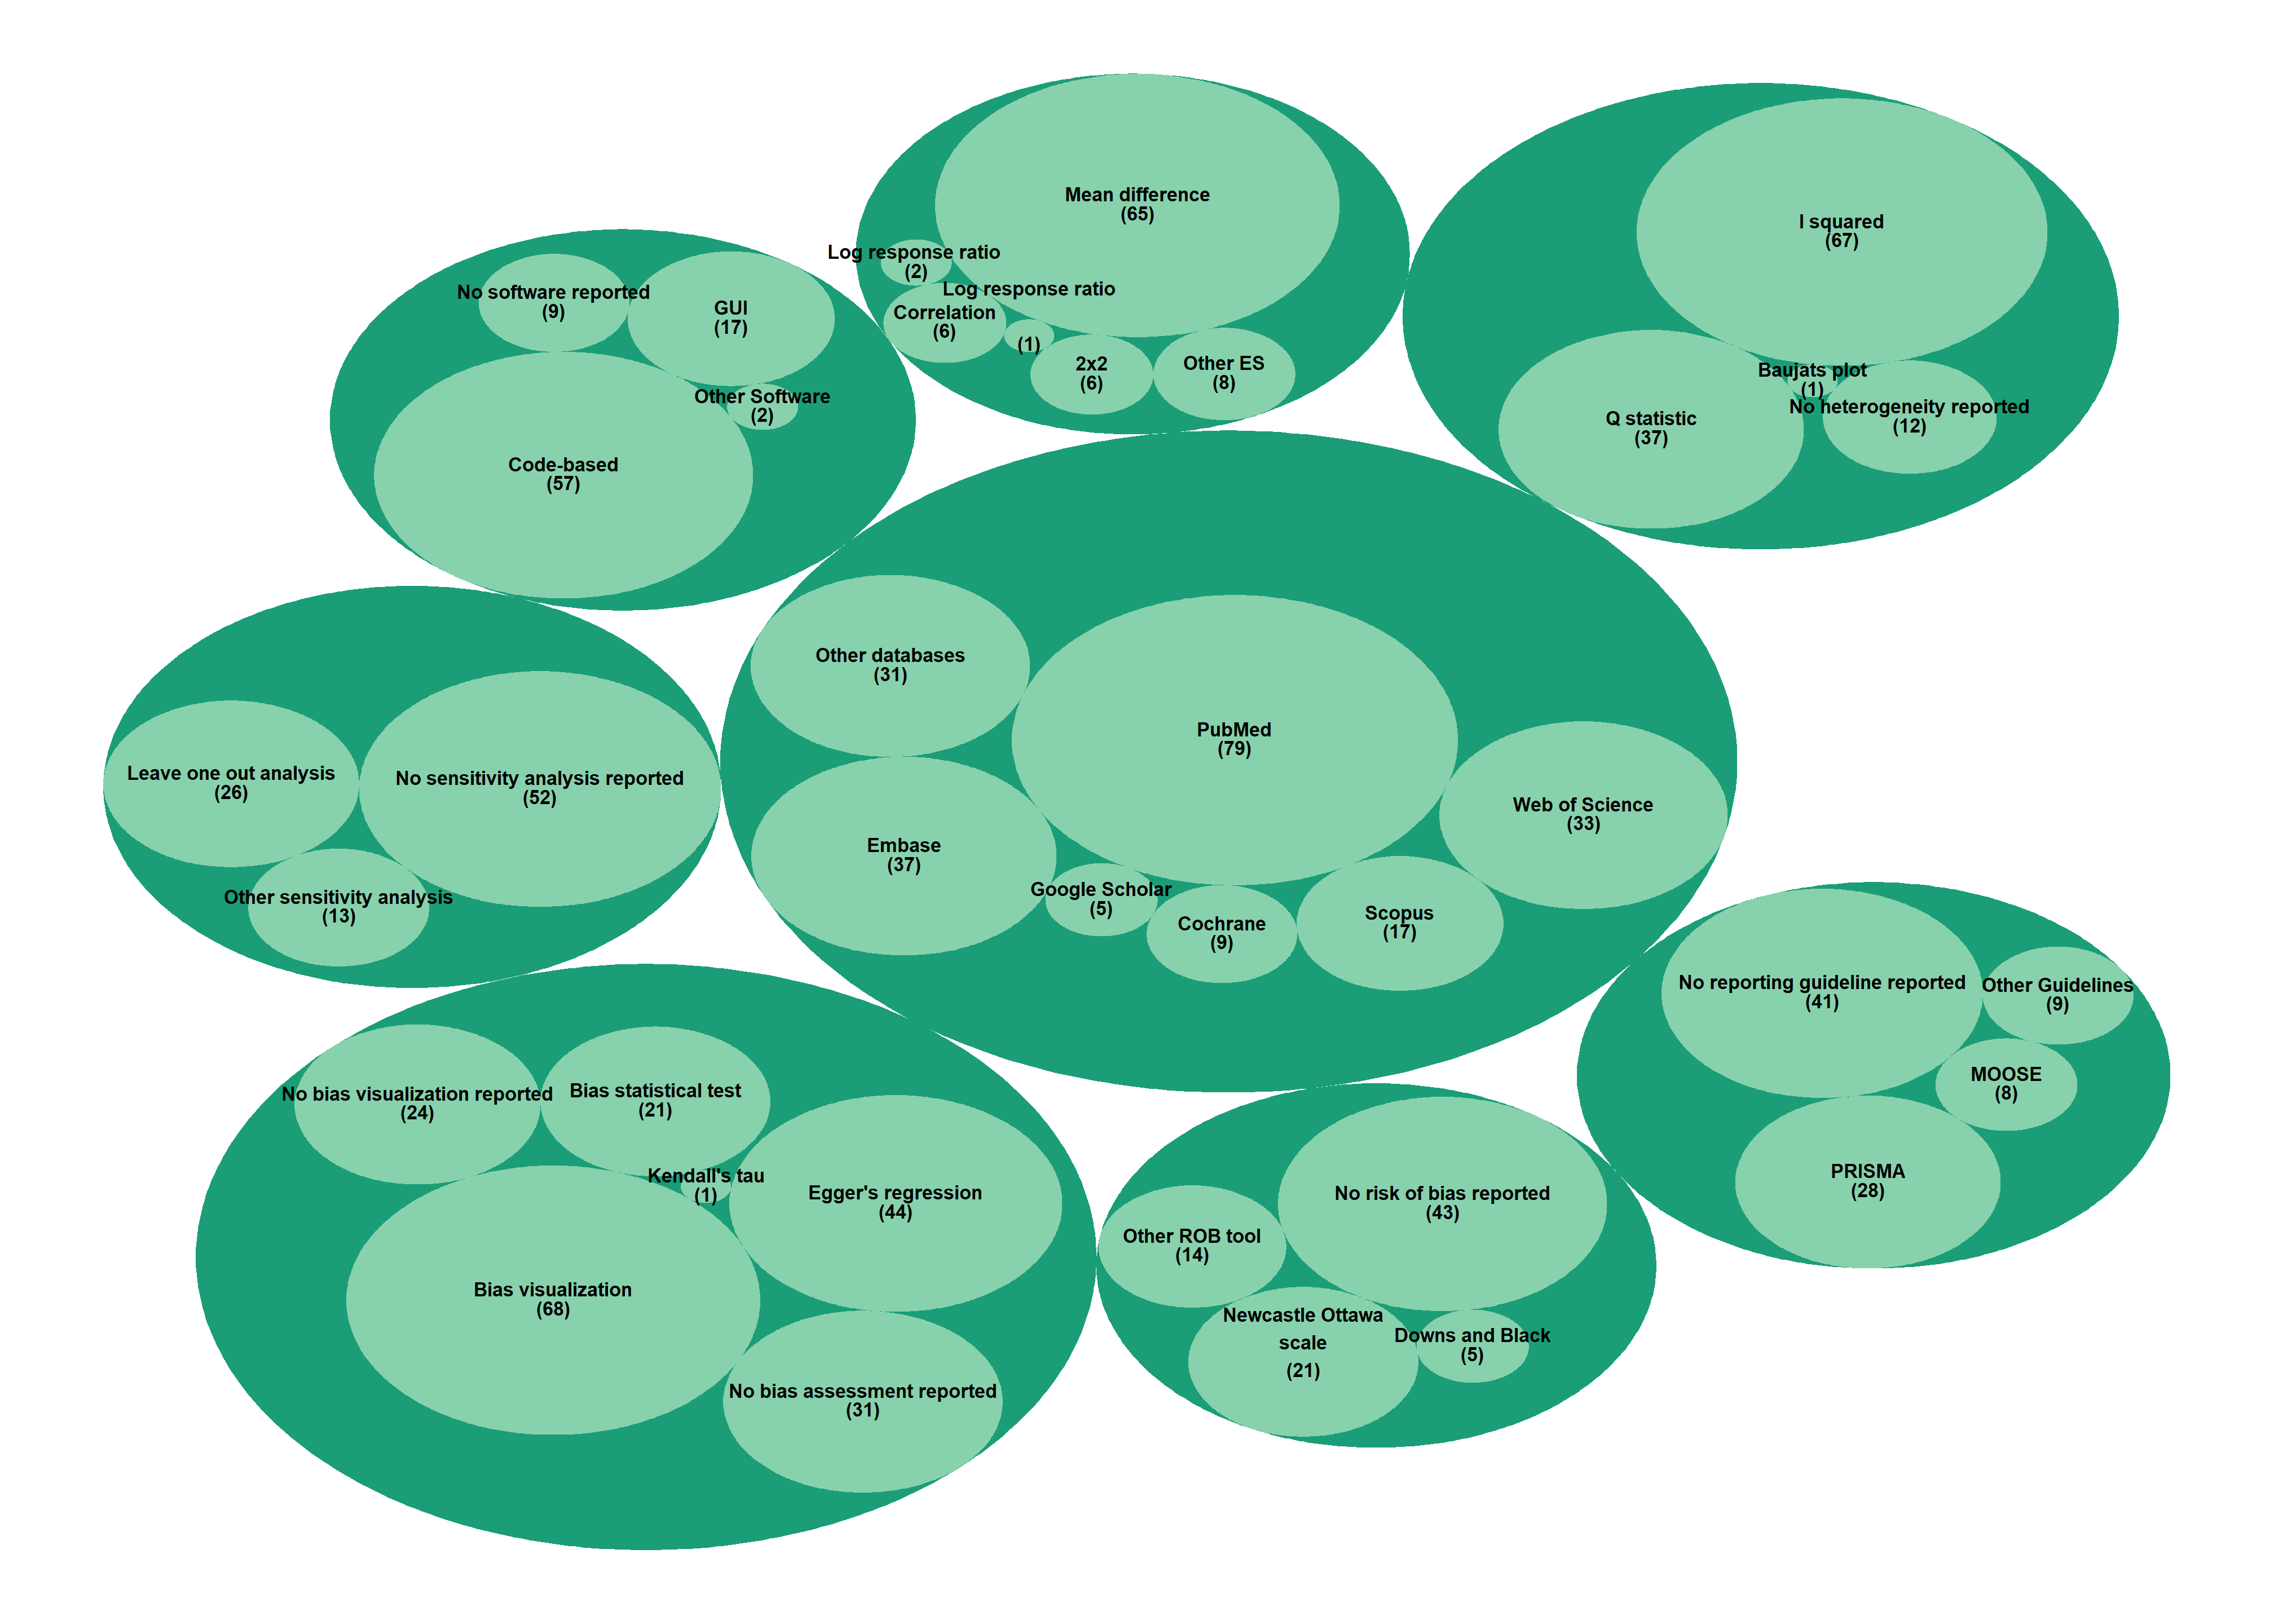 Mean difference
(65)
Log response ratio
(2)
Log response ratio
(1)
Correlation
(6)
2x2
(6)
Other ES
(8)
I squared
(67)
Baujats plot
(1)
No heterogeneity reported
(12)
Q statistic
(37)
No software reported
(9)
GUI
(17)
Other Software
(2)
Code-based
(57)
Other databases
(31)
PubMed
(79)
Web of Science
(33)
Embase
(37)
Google Scholar
(5)
Cochrane
(9)
Scopus
(17)
Leave one out analysis
(26)
No sensitivity analysis reported
(52)
Other sensitivity analysis
(13)
No reporting guideline reported
(41)
Other Guidelines
(9)
MOOSE
(8)
PRISMA
(28)
No bias visualization reported
(24)
Bias statistical test
(21)
Kendall's tau
(1)
Egger's regression
(44)
Bias visualization
(68)
No bias assessment reported
(31)
No risk of bias reported
(43)
Other ROB tool
(14)
Newcastle Ottawa
scale
(21)
Downs and Black
(5)